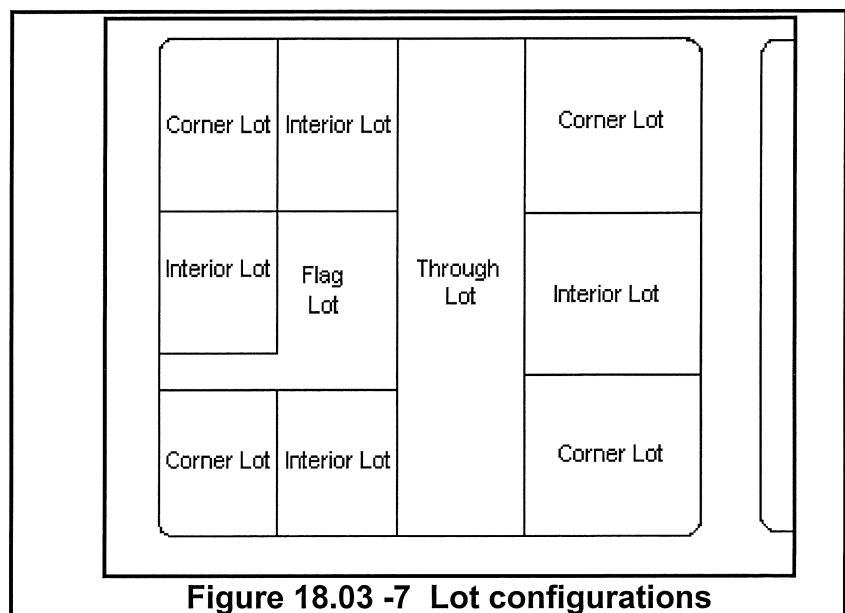 Corner Lot
Interior Lot
Corner Lot
Interior Lot
Flag
Lot
Through
Lot
Interior Lot
Corner Lot
Interior Lot
Corner Lot
Figure 18.03 -7 Lot configurations